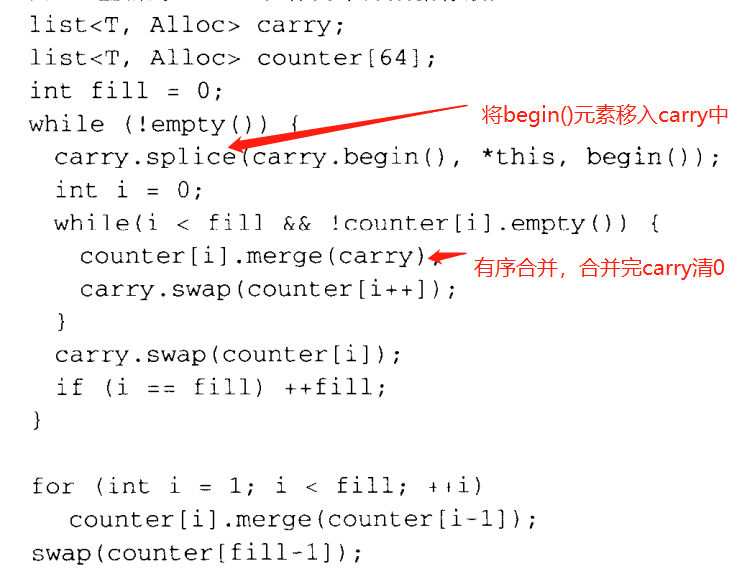 list<T, Alloc> carry;
list<T, Alloc> counter[64];
int fill = 0;
while (!empty()) {
将begin()元素移入carry中
carry.splice(carry.begin(), *this, begin());
int i = 0;
while(i < fill && !counter[i].empty()) {
counter[i].merge(carry);
有序合并，合并完carry清0
carry.swap(counter[i++]);
}
carry.swap(counter[i]);
if (i == fill) ++fill;
}
for (int i = 1; i < fill; ++i)
counter[i].merge(counter[i-1]);
swap(counter[fill-1]);